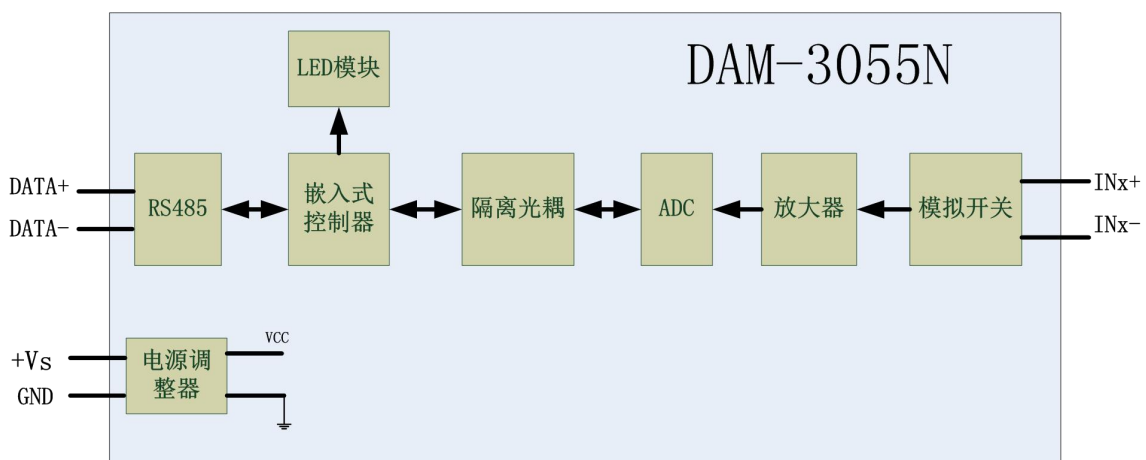 DAM-3055N
LED模块
DATA+
DATA-
RS485
嵌入式
控制器
隔离光耦
ADC
放大器
模拟开关
INx+
INx-
+Vs
GND
电源调
整器
VCC